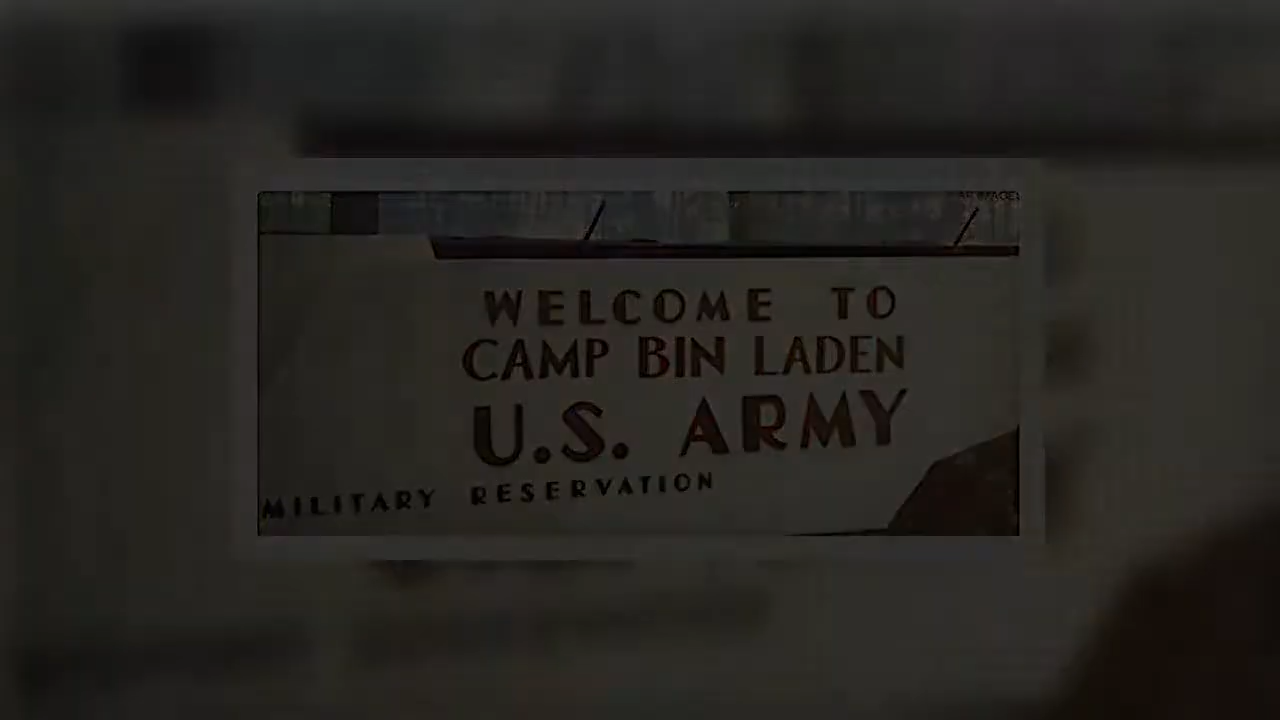 WELCOME TO
CAMP BIN LADEN
U.S. ARMY
MILITARY RESERVATION